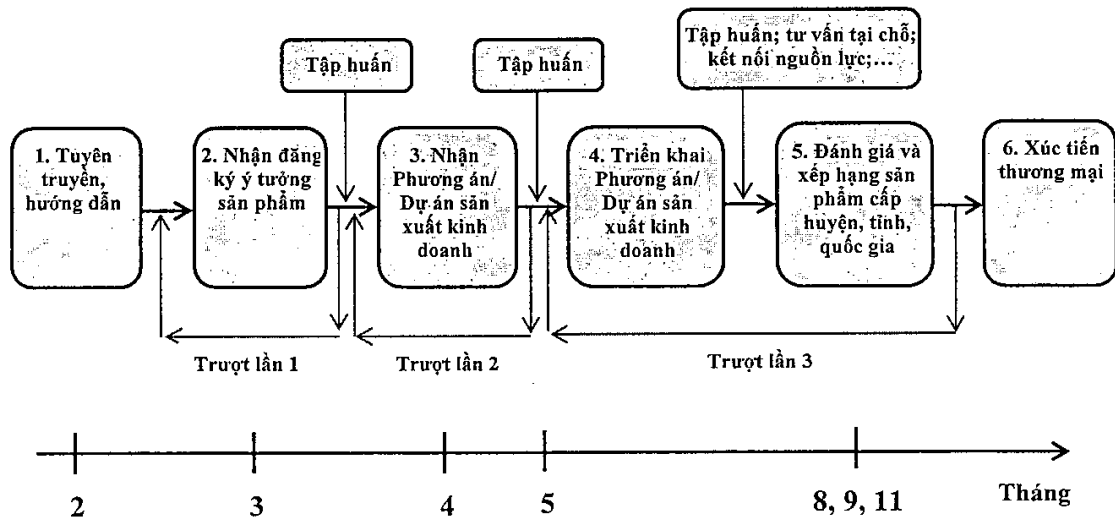 Tập huấn
Tập huấn
Tập huấn; tư vấn tại chỗ;
kết nối nguồn lực;...
1. Tuyên
truyền,
hướng dẫn
2. Nhận đăng
ký ý tưởng
sản phẩm
3. Nhận
Phương án/
Dự án sản
xuất kinh
doanh
4. Triển khai
Phương án/
Dự án sản
xuất kinh
doanh
5. Đánh giá và
xếp hạng sản
phẩm cấp
huyện, tỉnh,
quốc gia
6. Xúc tiến
thương mại
Trượt lần 1
Trượt lần 2
Trượt lần 3
2
3
4
5
8, 9, 11
Tháng